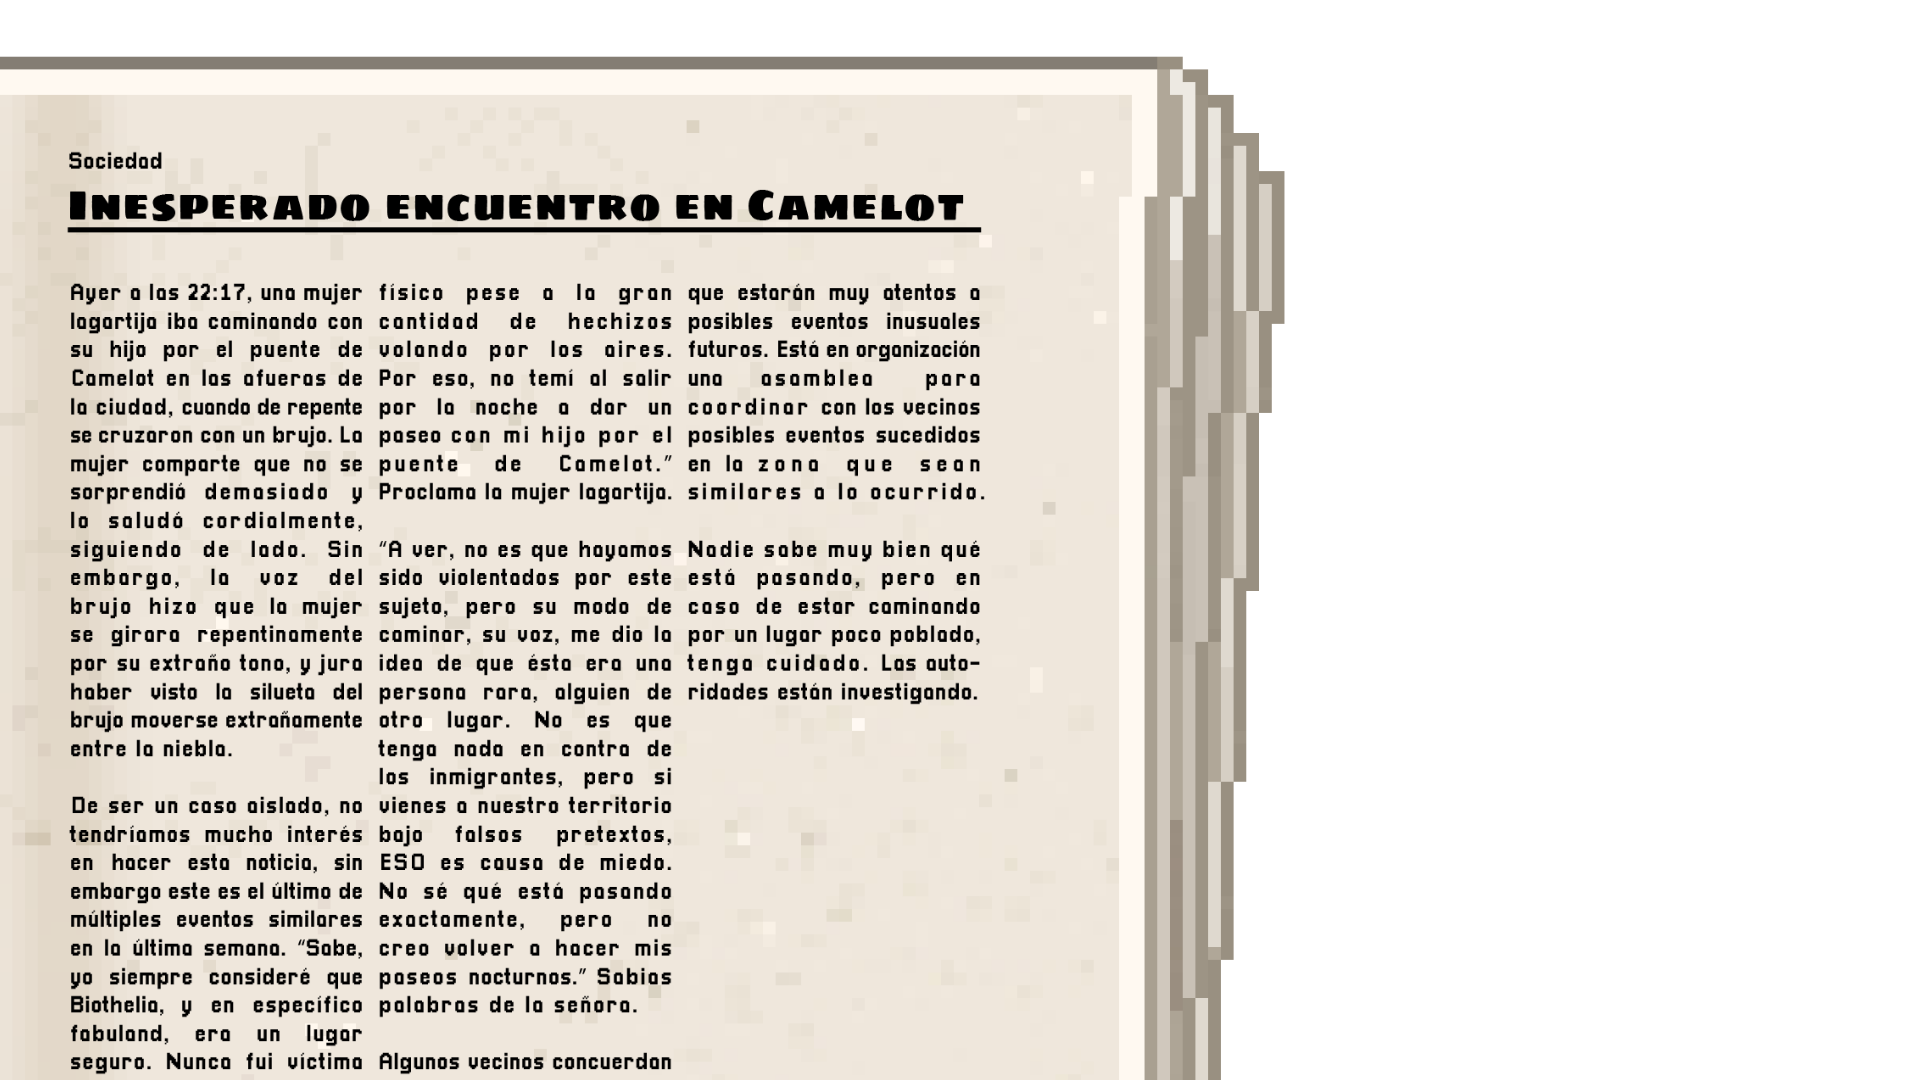 Sociedad
Inesperado encuentro en Camelot
Ayer a las 22:17, una mujer
lagartija iba caminando con
su hijo por el puente de
Camelot en las afueras de
la ciudad, cuando de repente
se cruzaron con un brujo. La
mujer comparte que no se
sorprendió demasiado y
lo saludó cordialmente,
siguiendo de lado. Sin
embargo, la voz del
brujo hizo que la mujer
se girara repentinamente
por su extraño tono, y jura
haber visto la silueta del
brujo moverse extrañamente
entre la niebla.
De ser un caso aislado, no
tendríamos mucho interés
en hacer esta noticia, sin
embargo este es el último de
múltiples eventos similares
en la última semana. "Sabe,
yo siempre consideré que
Biothelia, y en específico
fabuland, era un lugar
seguro. Nunca fui víctima
físico pese a la gran
cantidad de hechizos
volando por los aires.
Por eso, no temí al salir
por la noche a dar un
paseo con mi hijo por el
puente de Camelot."
Proclama la mujer lagartija.
"A ver, no es que hayamos
sido violentados por este
sujeto, pero su modo de
caminar, su voz, me dio la
idea de que ésta era una
persona rara, alguien de
otro lugar. No es que
tenga nada en contra de
los inmigrantes, pero si
vienes a nuestro territorio
bajo falsos pretextos,
ESO es causa de miedo.
No sé qué está pasando
exactamente, pero no
creo volver a hacer mis
paseos nocturnos." Sabias
palabras de la señora.
Algunos vecinos concuerdan
que estarán muy atentos a
posibles eventos inusuales
futuros. Está en organización
una asamblea para
coordinar con los vecinos
posibles eventos sucedidos
en la zona que sean
similares a lo ocurrido.
Nadie sabe muy bien qué
está pasando, pero en
caso de estar caminando
por un lugar poco poblado,
tenga cuidado. Las auto-
ridades están investigando.